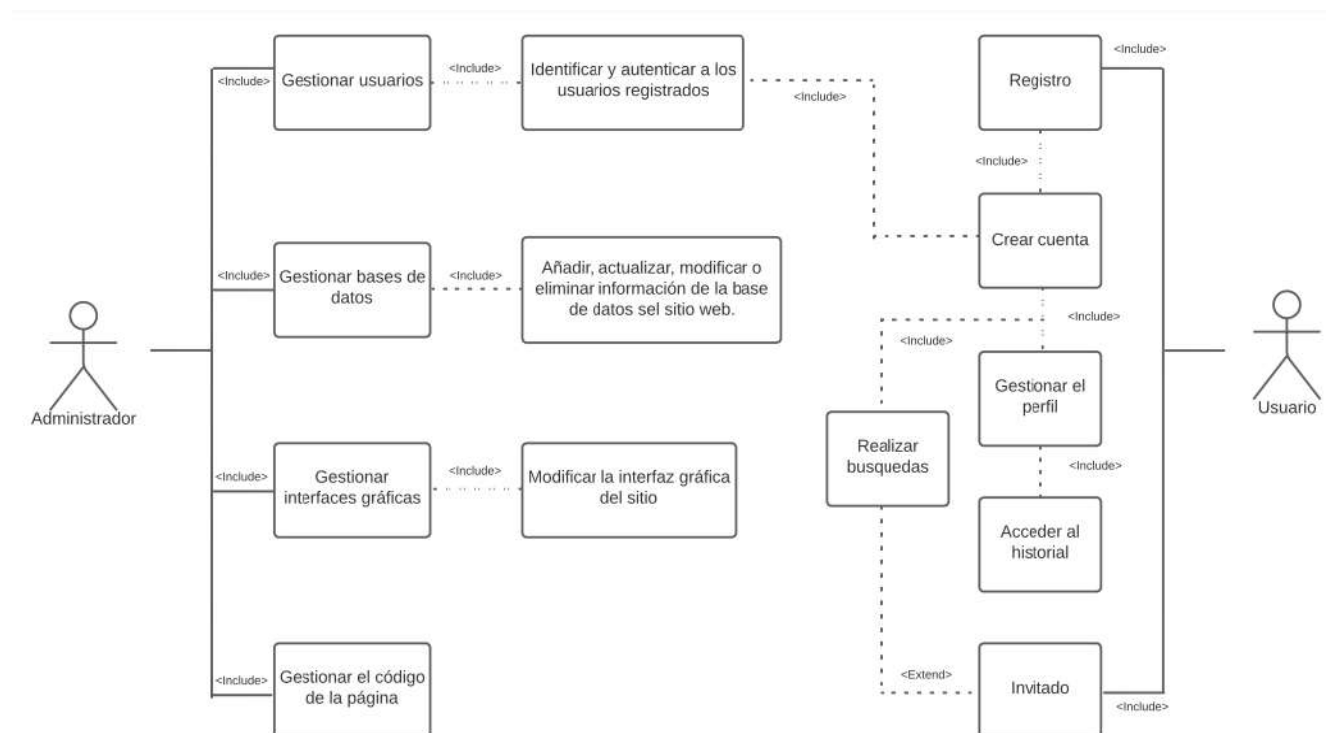 <Include>
Gestionar usuarios
<Include>
Identificar y autenticar a los
usuarios registrados
<Include>
Registro
<Include>
<Include>
Crear cuenta
<Include>
Gestionar bases de
datos
<Include>
Añadir, actualizar, modificar o
eliminar información de la base
de datos sel sitio web.
<Include>
<Include>
Administrador
Usuario
Gestionar el
perfil
<Include>
Realizar
busquedas
Acceder al
historial
<Include>
Gestionar
interfaces gráficas
<Include>
Modificar la interfaz gráfica
del sitio
<Include>
Gestionar el código
de la página
<Extend>
Invitado
<Include>